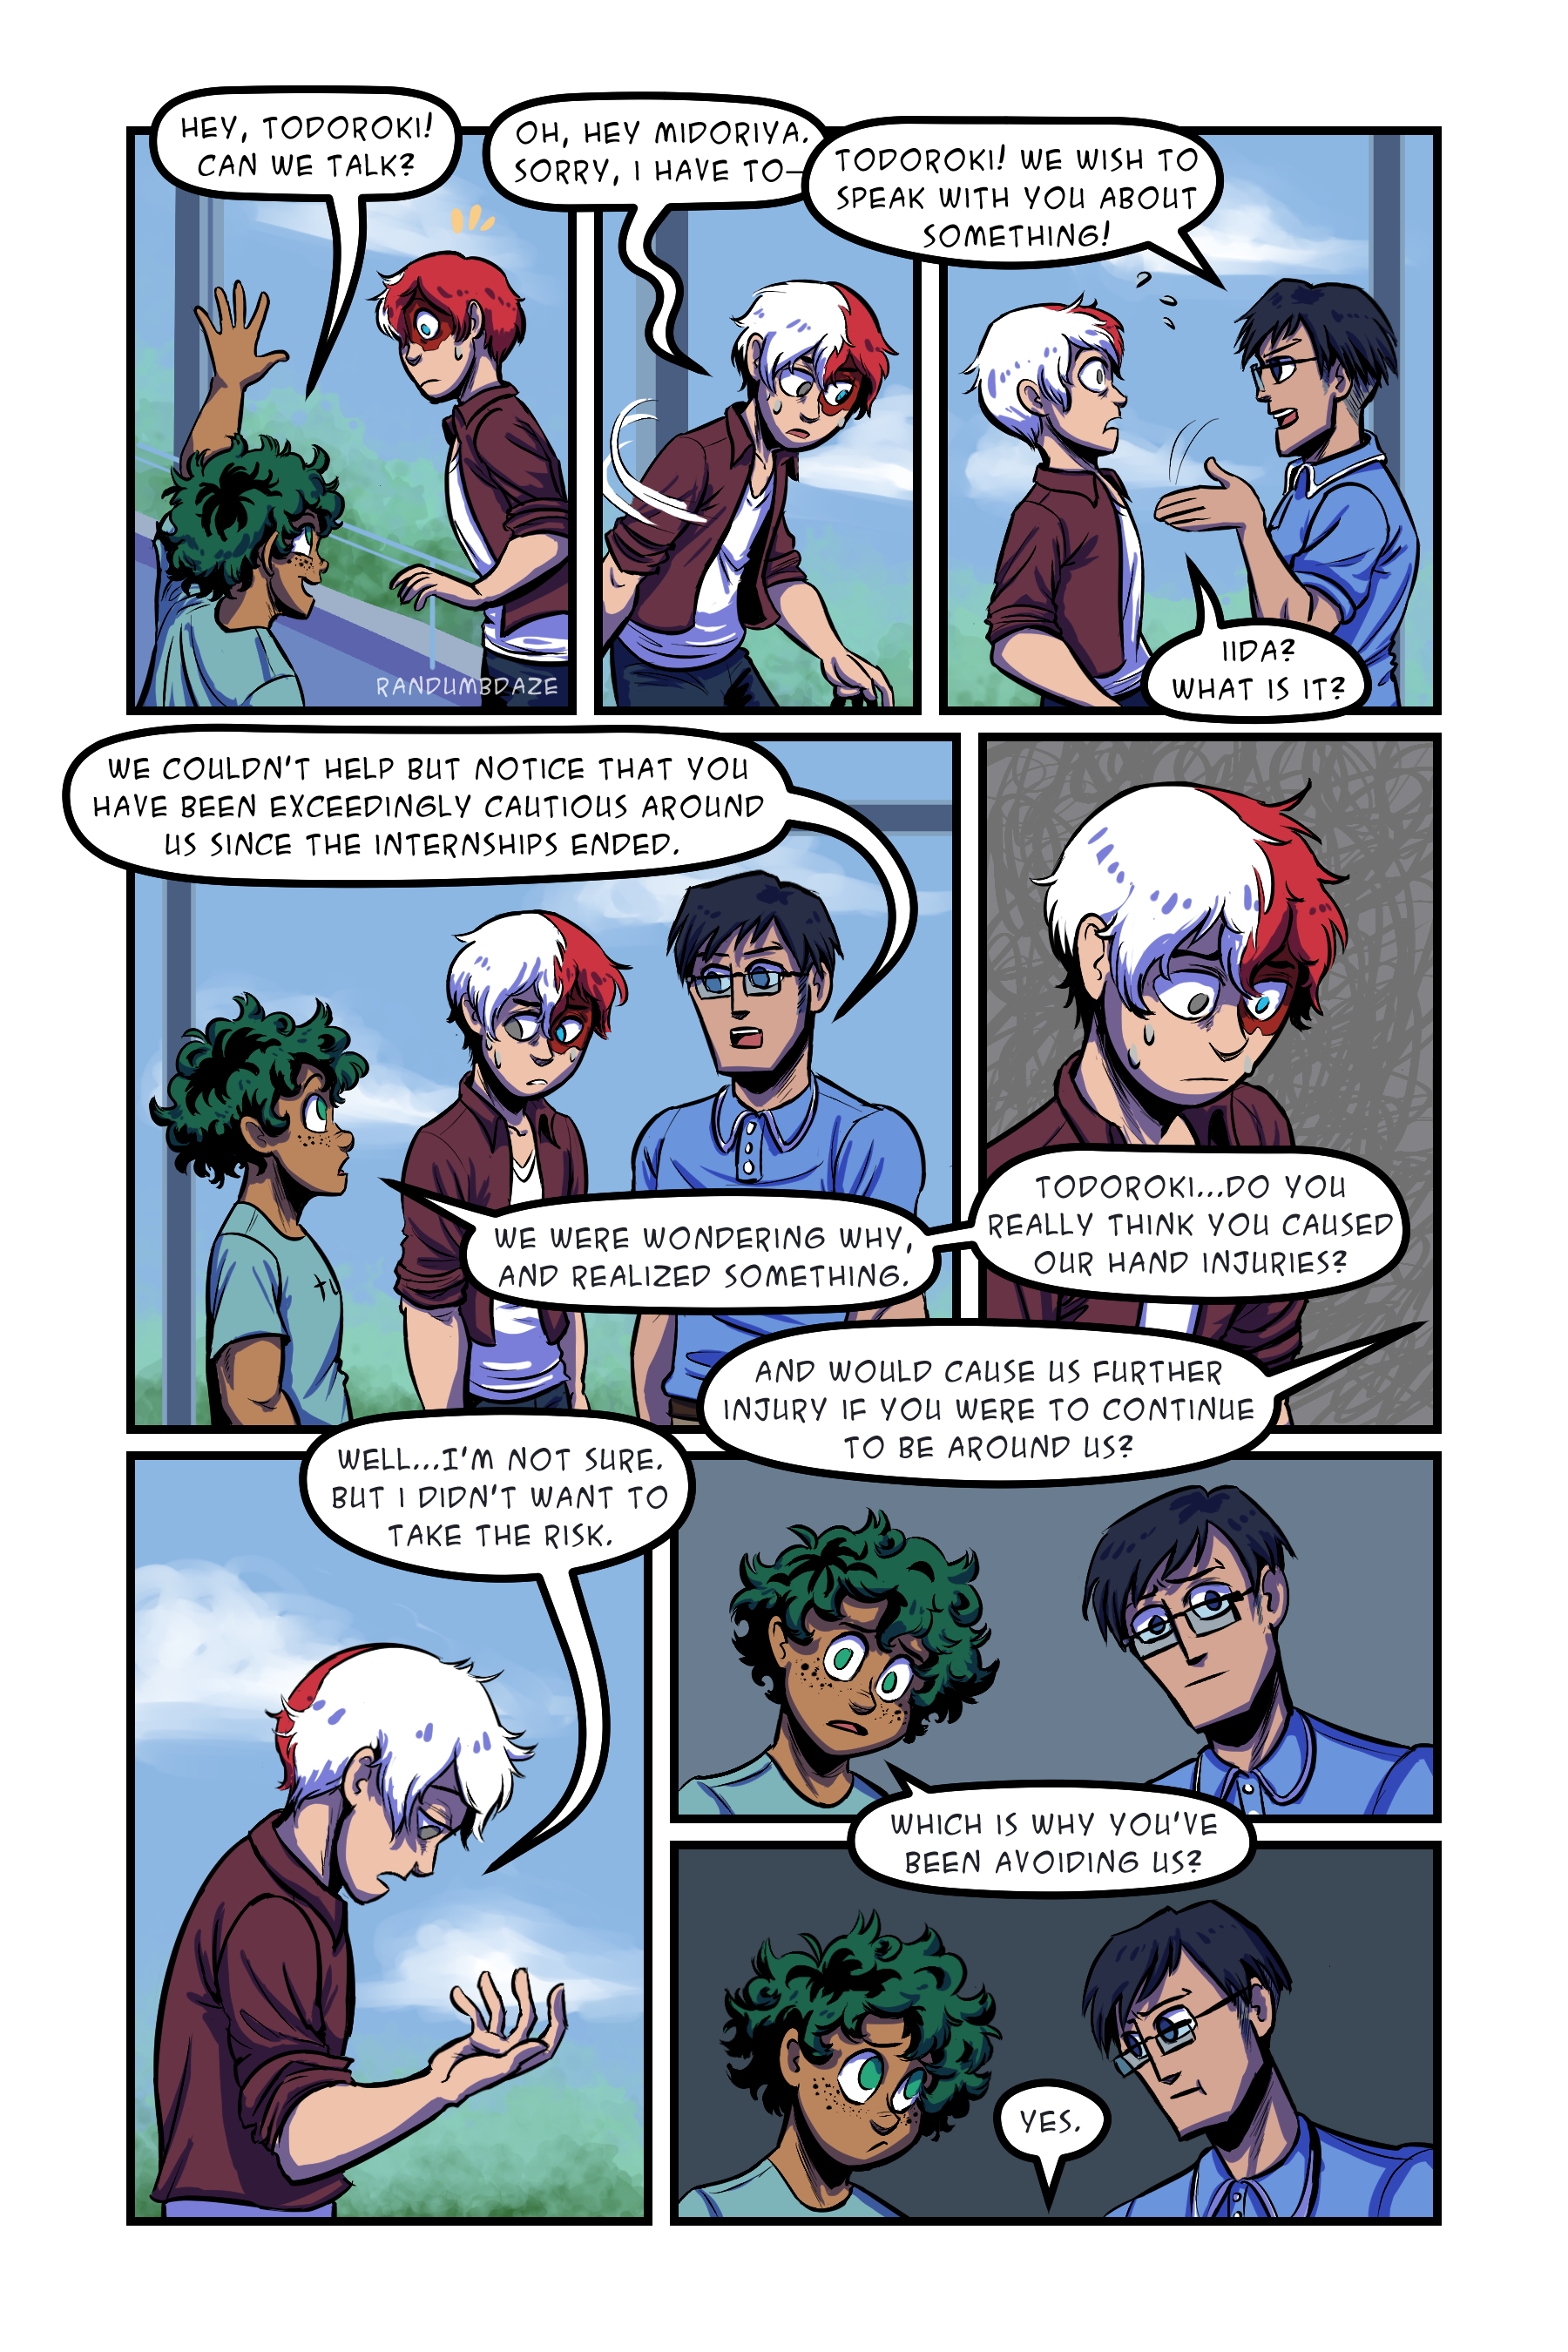 HEY, TODOROKI!
CAN WE TALK?
OH, HEY MIDORIYA.
SORRY, I HAVE TO—
TODOROKI! WE WISH TO
SPEAK WITH YOU ABOUT
SOMETHING!
IIDA?
WHAT IS IT?
RANDUMBDAZE
WE COULDN'T HELP BUT NOTICE THAT YOU
HAVE BEEN EXCEEDINGLY CAUTIOUS AROUND
US SINCE THE INTERNSHIPS ENDED.
WE WERE WONDERING WHY,
AND REALIZED SOMETHING.
TODOROKI...DO YOU
REALLY THINK YOU CAUSED
OUR HAND INJURIES?
AND WOULD CAUSE US FURTHER
INJURY IF YOU WERE TO CONTINUE
TO BE AROUND US?
WELL...I'M NOT SURE.
BUT I DIDN'T WANT TO
TAKE THE RISK.
WHICH IS WHY YOU'VE
BEEN AVOIDING US?
YES.